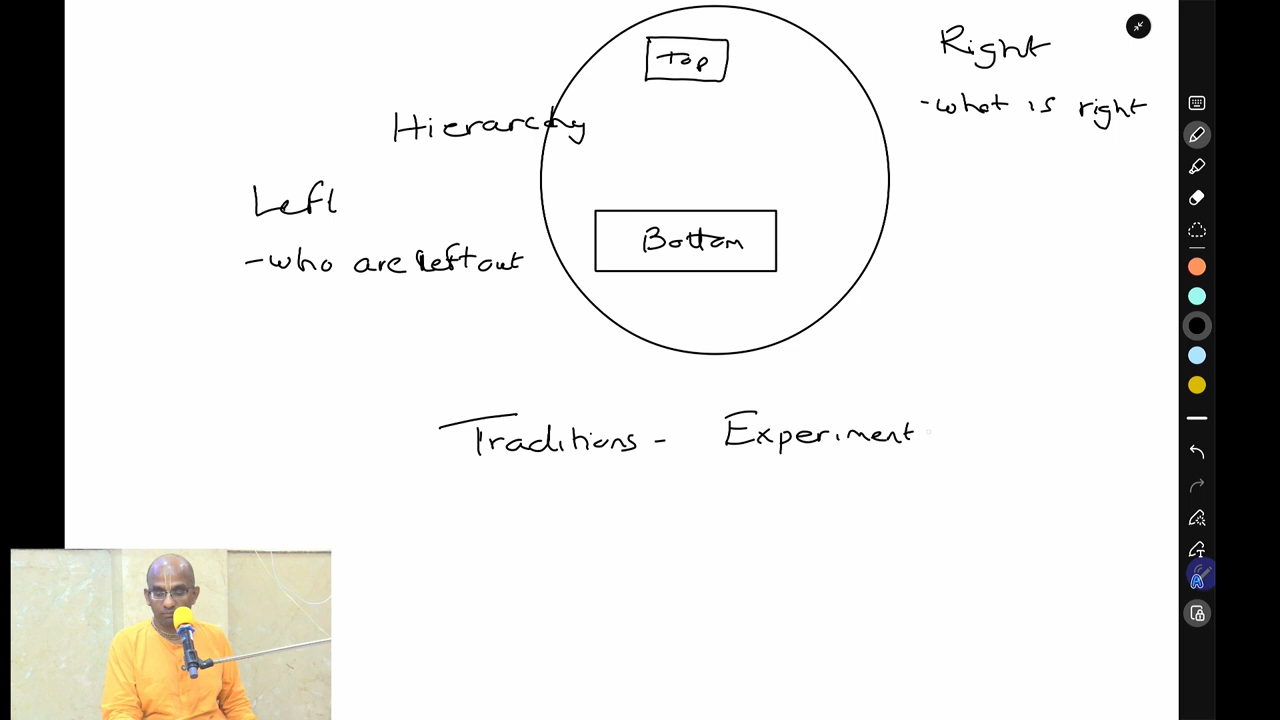 Top
Right
-what is right
Hierarchy
Left
-who are left out
Bottom
Traditions - Experiment